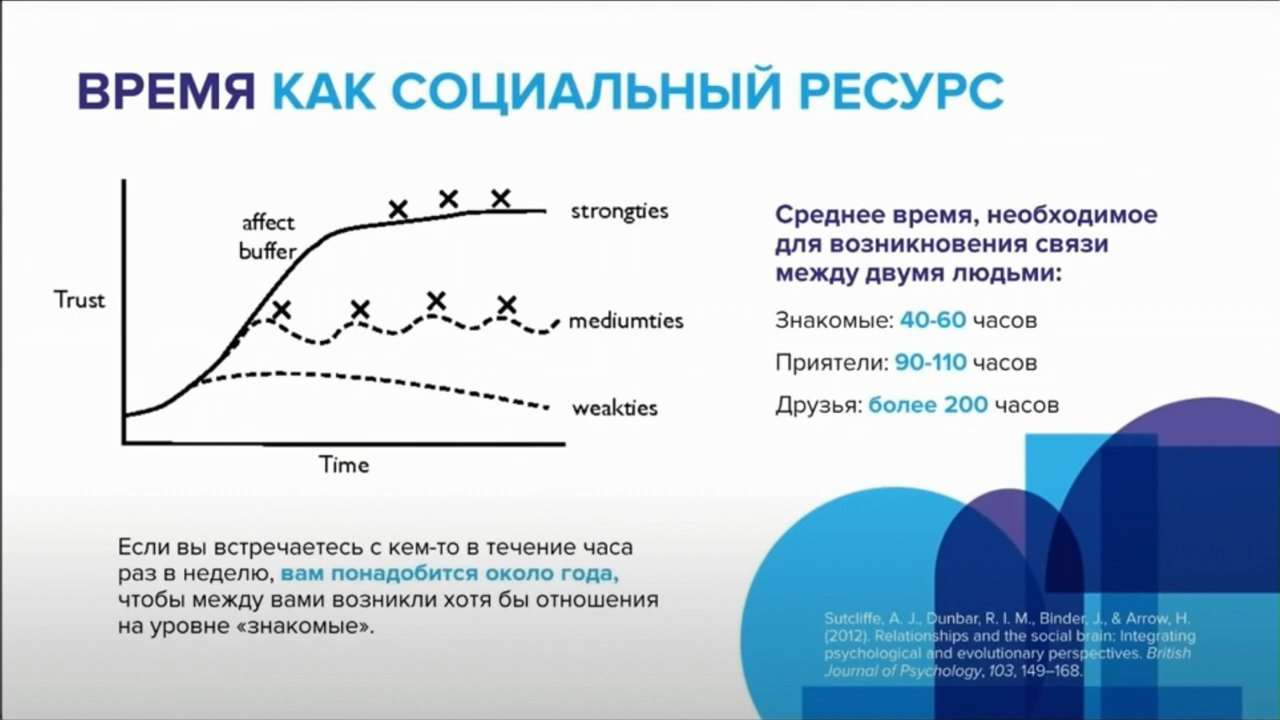 ВРЕМЯ КАК СОЦИАЛЬНЫЙ РЕСУРС
affect
buffer
Trust
strongties
mediumties
weakties
Time
Среднее время, необходимое
для возникновения связи
между двумя людьми:
Знакомые: 40-60 часов
Приятели: 90-110 часов
Друзья: более 200 часов
Если вы встречаетесь с кем-то в течение часа
раз в неделю, вам понадобится около года,
чтобы между вами возникли хотя бы отношения
на уровне «знакомые».
Sutcliffe, A. J., Dunbar, R. I. M., Binder, J., & Arrow, H.
(2012). Relationships and the social brain: Integrating
psychological and evolutionary perspectives. British
Journal of Psychology, 103, 149–168.